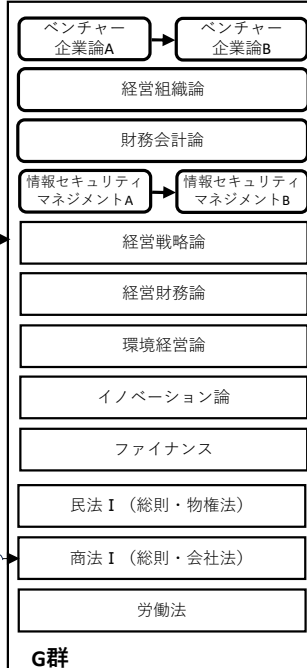 ベンチャー
企業論A
ベンチャー
企業論B
経営組織論
財務会計論
情報セキュリティ
マネジメントA
情報セキュリティ
マネジメントB
経営戦略論
経営財務論
環境経営論
イノベーション論
ファイナンス
民法Ⅰ（総則・物権法）
商法Ⅰ（総則・会社法）
労働法
G群